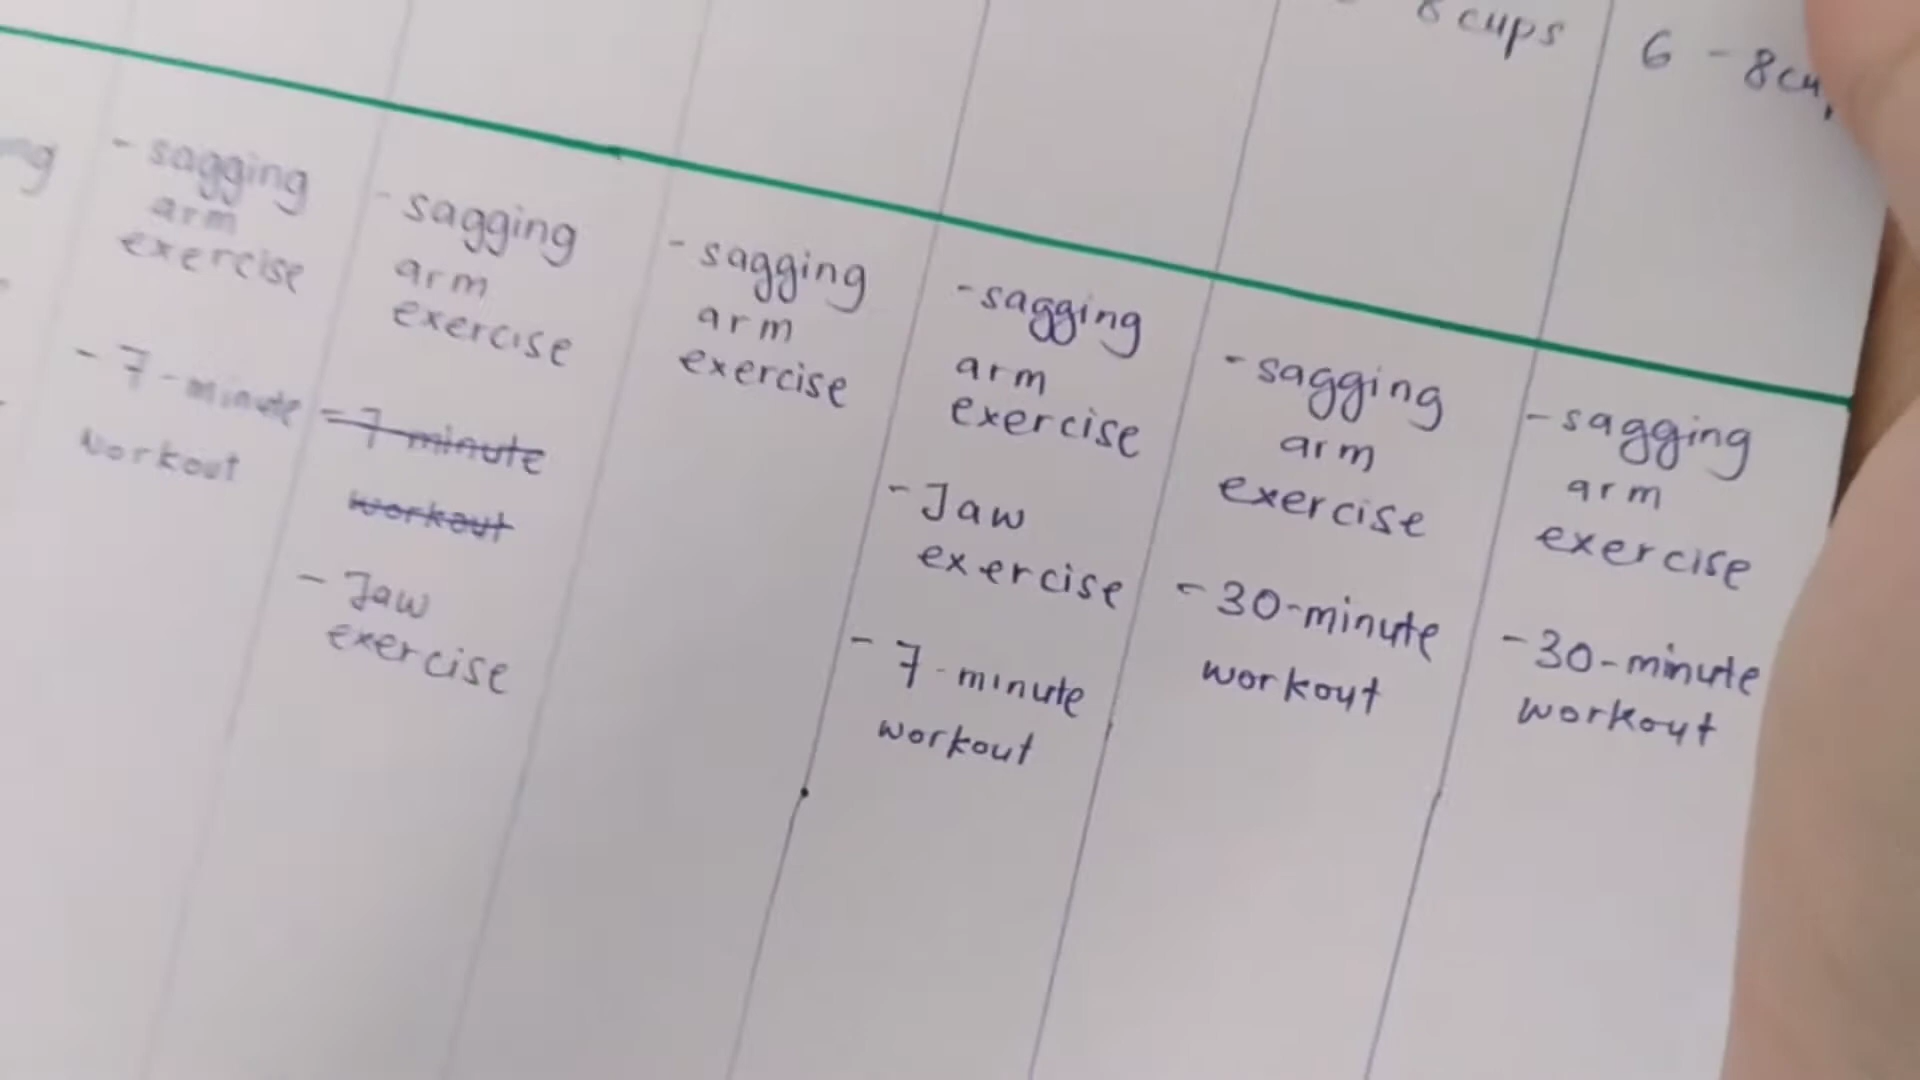 8 cups
6 - 8cu
- sagging
arm
exercise
- 7-minute
workout
- sagging
arm
exercise
- 7 minute
workout
- Jaw
exercise
- sagging
arm
exercise
- sagging
arm
exercise
- Jaw
exercise
- 7-minute
workout
- sagging
arm
exercise
- 30-minute
workout
- sagging
arm
exercise
- 30-minute
workout